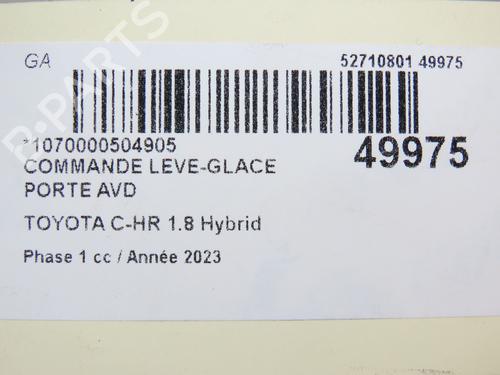 GA
52710801 49975
*1070000504905
49975
COMMANDE LEVE-GLACE
PORTE AVD
TOYOTA C-HR 1.8 Hybrid
Phase 1 cc / Année 2023
B-PARTS